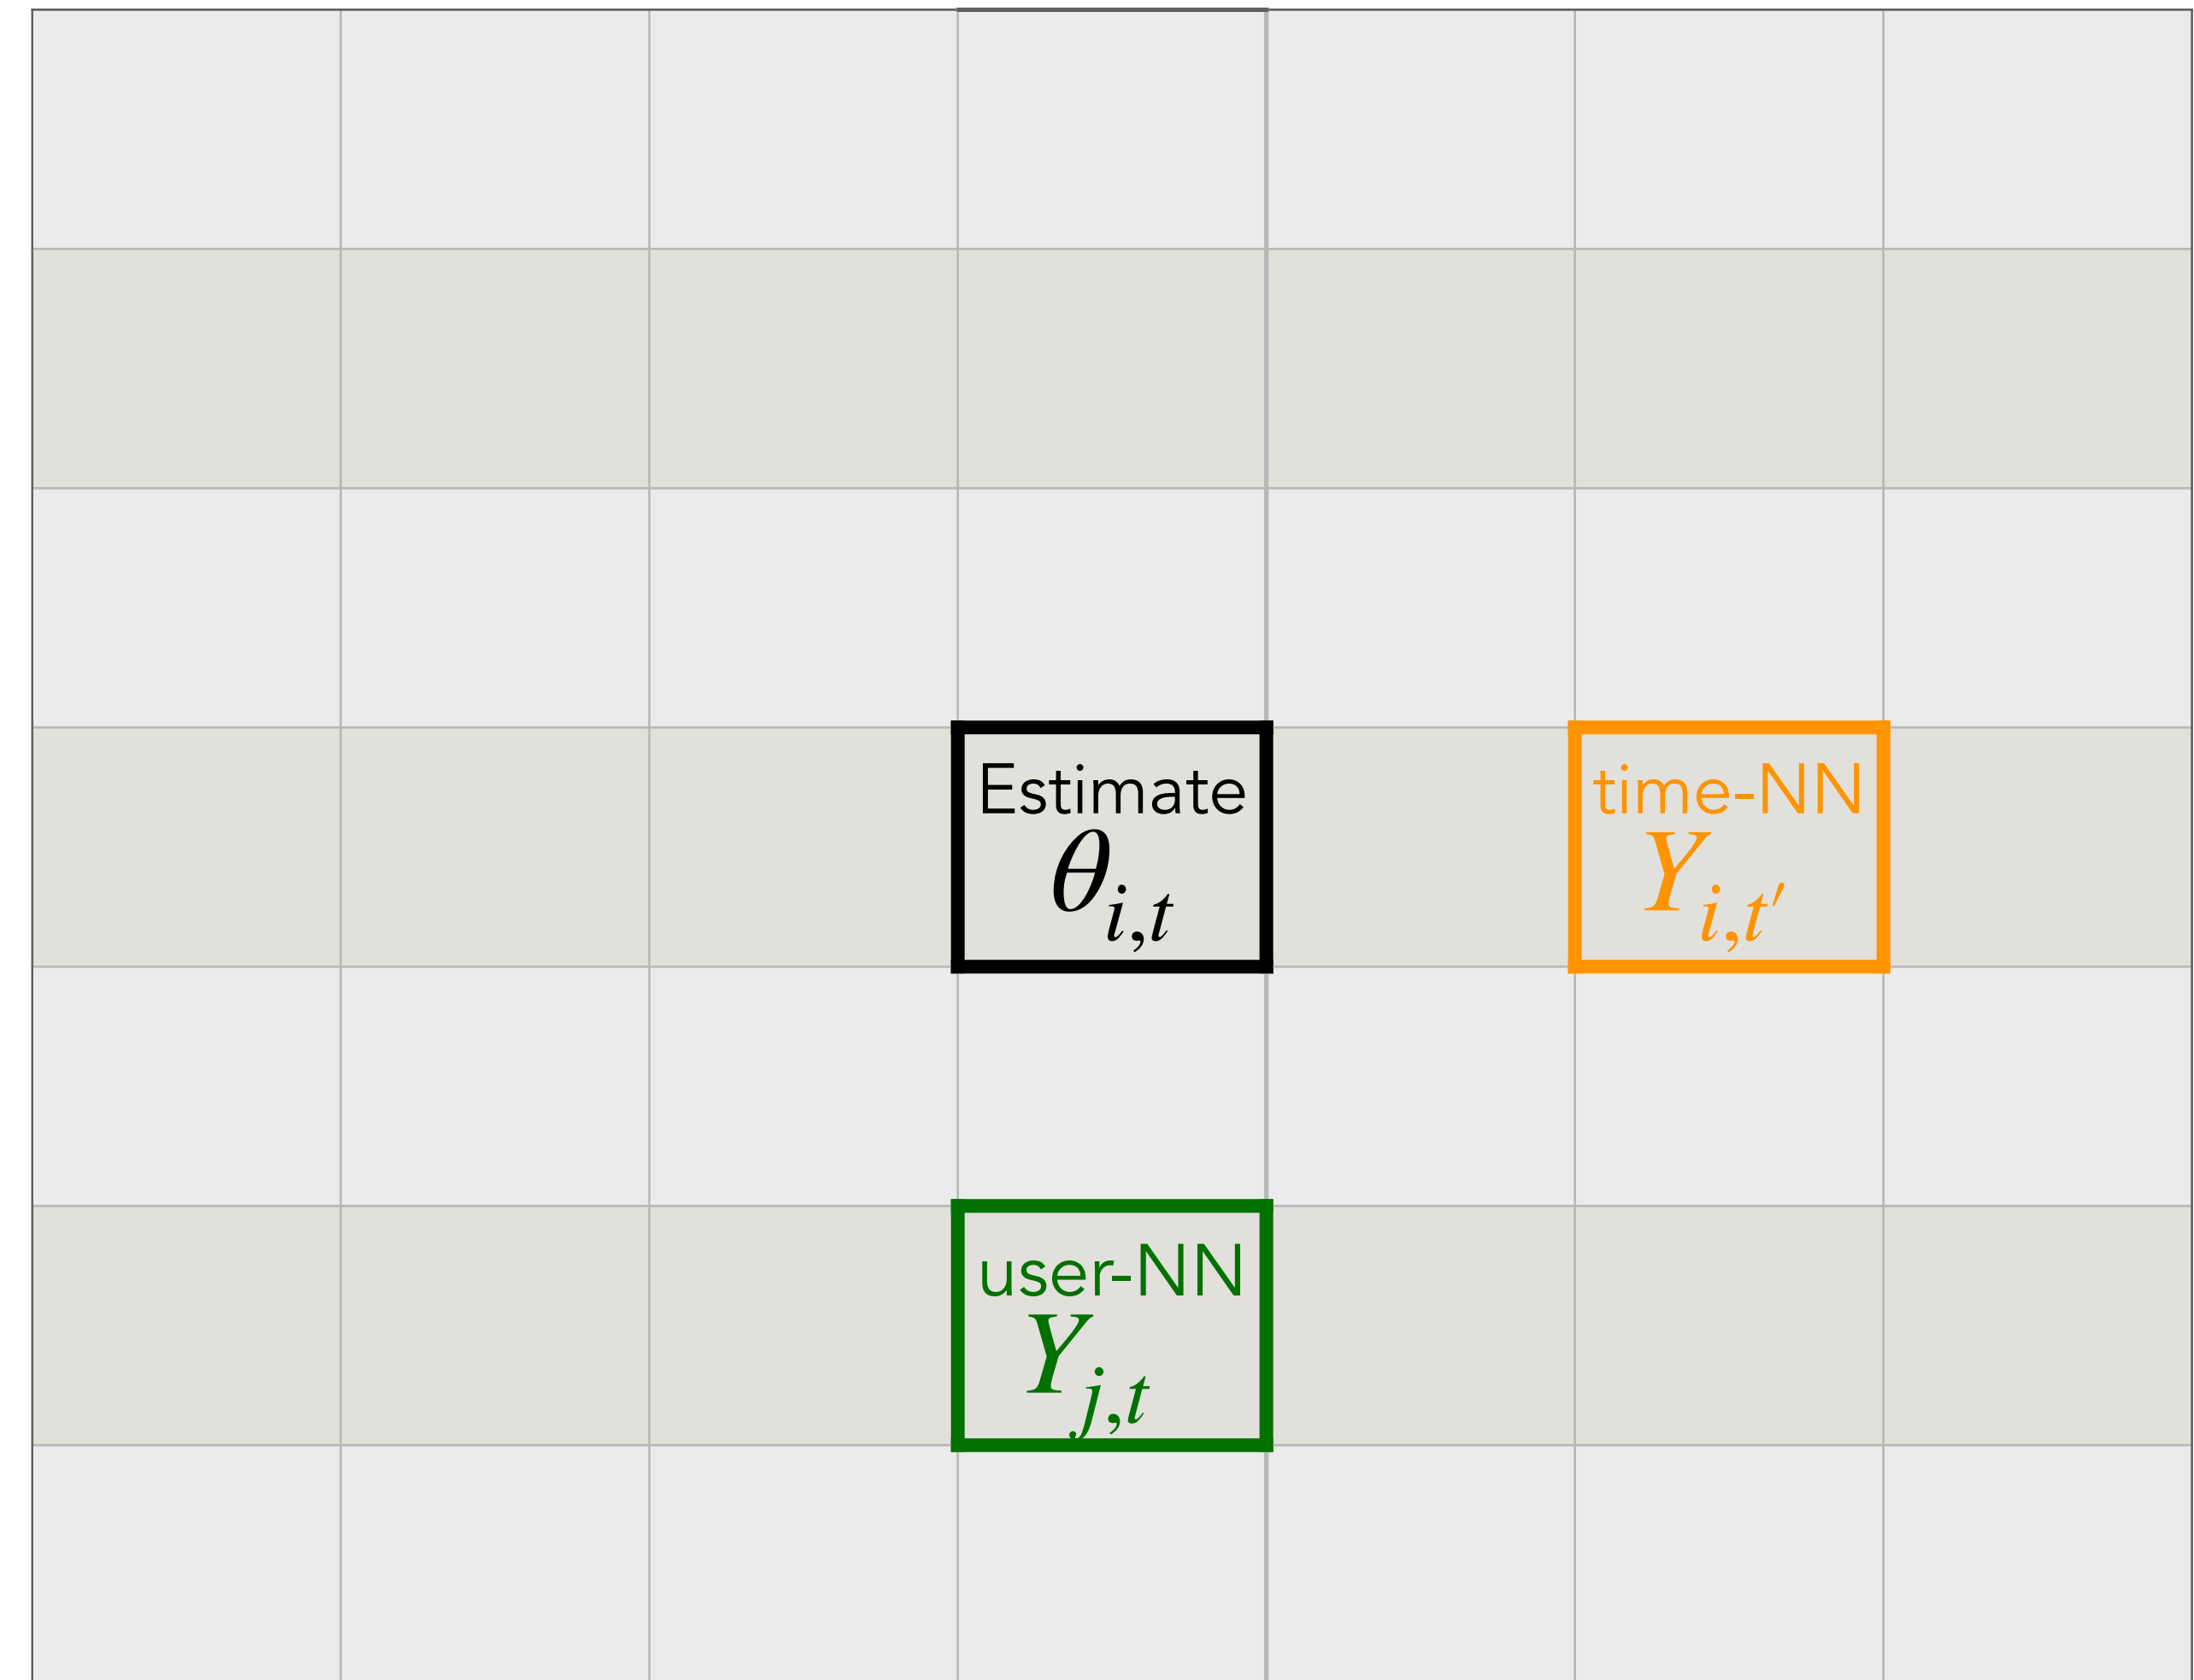 Estimate
θi,t
time-NN
Yi,t′
user-NN
Yj,t